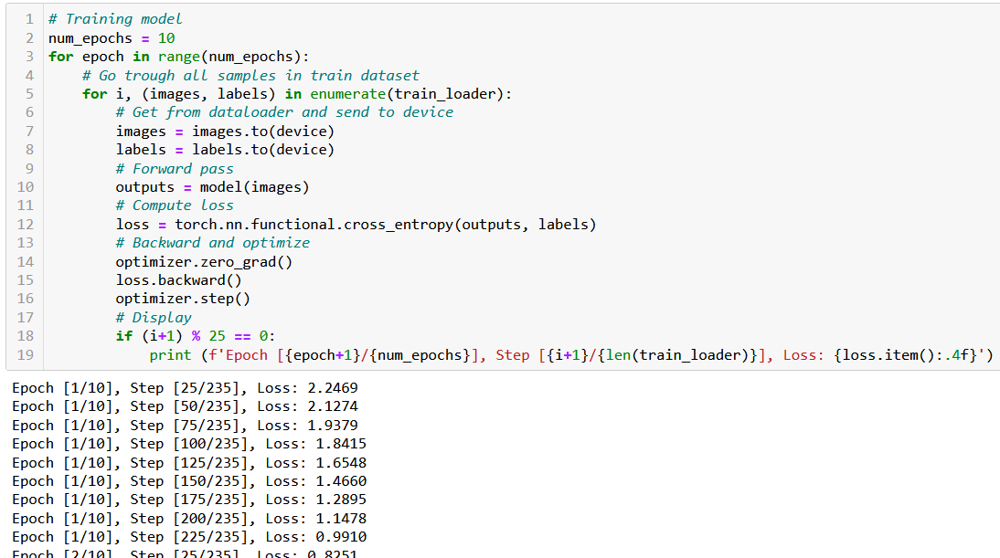 1 # Training model
2 num_epochs = 10
3 for epoch in range(num_epochs):
4     # Go trough all samples in train dataset
5     for i, (images, labels) in enumerate(train_loader):
6         # Get from dataloader and send to device
7         images = images.to(device)
8         labels = labels.to(device)
9         # Forward pass
10         outputs = model(images)
11         # Compute loss
12         loss = torch.nn.functional.cross_entropy(outputs, labels)
13         # Backward and optimize
14         optimizer.zero_grad()
15         loss.backward()
16         optimizer.step()
17         # Display
18         if (i+1) % 25 == 0:
19             print (f'Epoch [{epoch+1}/{num_epochs}], Step [{i+1}/{len(train_loader)}], Loss: {loss.item():.4f}')
Epoch [1/10], Step [25/235], Loss: 2.2469
Epoch [1/10], Step [50/235], Loss: 2.1274
Epoch [1/10], Step [75/235], Loss: 1.9379
Epoch [1/10], Step [100/235], Loss: 1.8415
Epoch [1/10], Step [125/235], Loss: 1.6548
Epoch [1/10], Step [150/235], Loss: 1.4660
Epoch [1/10], Step [175/235], Loss: 1.2895
Epoch [1/10], Step [200/235], Loss: 1.1478
Epoch [1/10], Step [225/235], Loss: 0.9910
Epoch [2/10], Step [25/235], Loss: 0.8251